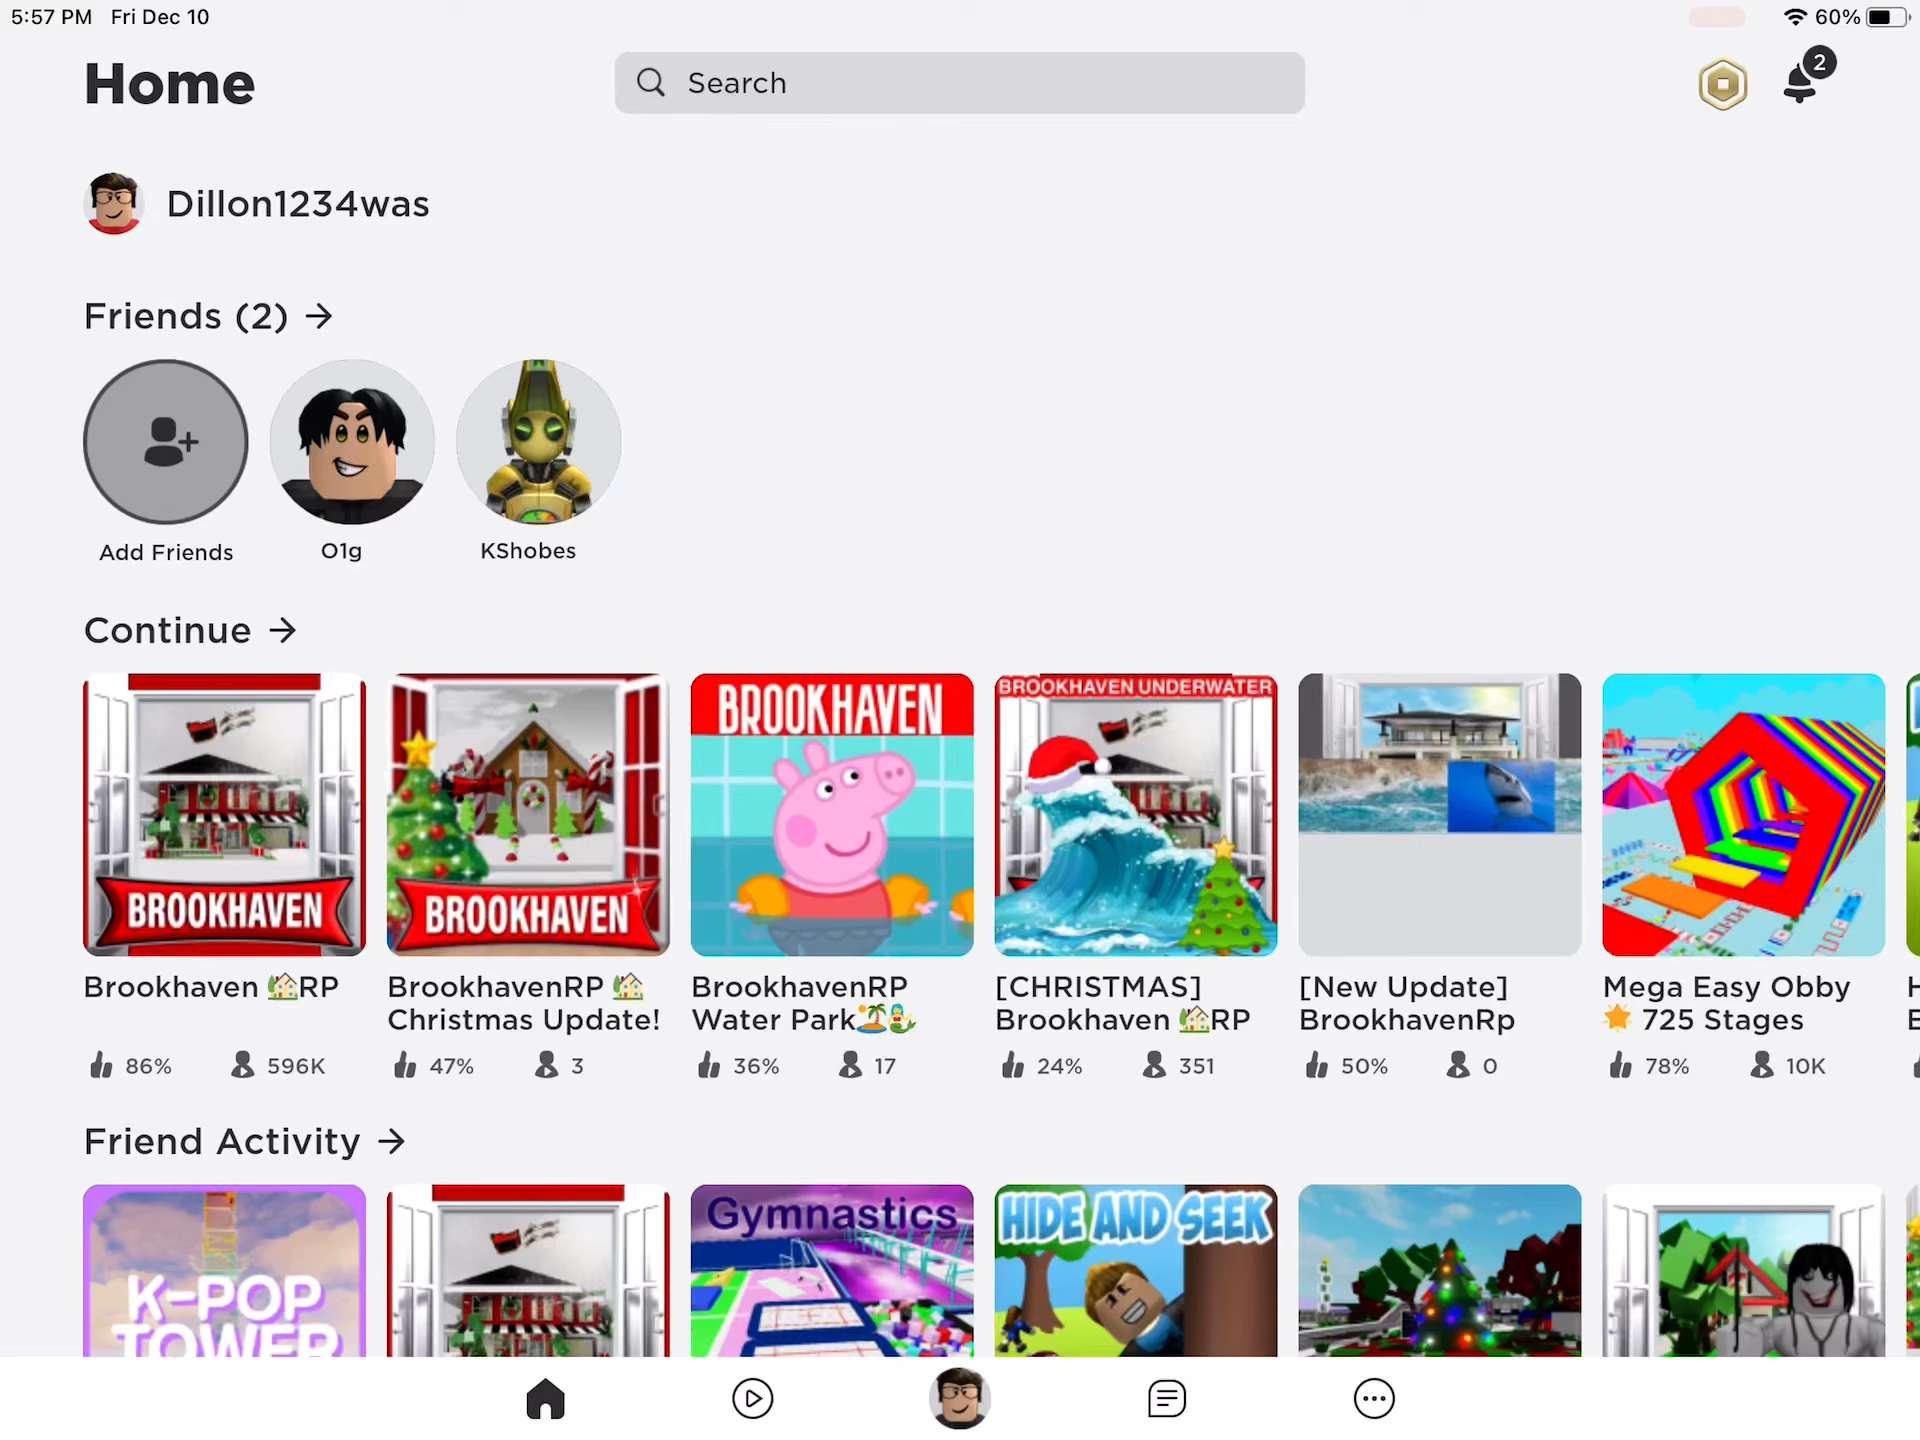 5:57 PM Fri Dec 10
60%
Home
Search
2
Dillon1234was
Friends (2) →
Add Friends
O1g
KShobes
Continue →
BROOKHAVEN
BROOKHAVEN
BROOKHAVEN
BROOKHAVEN UNDERWATER
Brookhaven 🏡RP
86% 596K
BrookhavenRP 🏡
Christmas Update!
47% 3
BrookhavenRP
Water Park🏝️🧜‍♀️
36% 17
[CHRISTMAS]
Brookhaven 🏡RP
24% 351
[New Update]
BrookhavenRp
50% 0
Mega Easy Obby
🌟 725 Stages
78% 10K
Friend Activity →
K-POP
TOWER
Gymnastics
HIDE AND SEEK